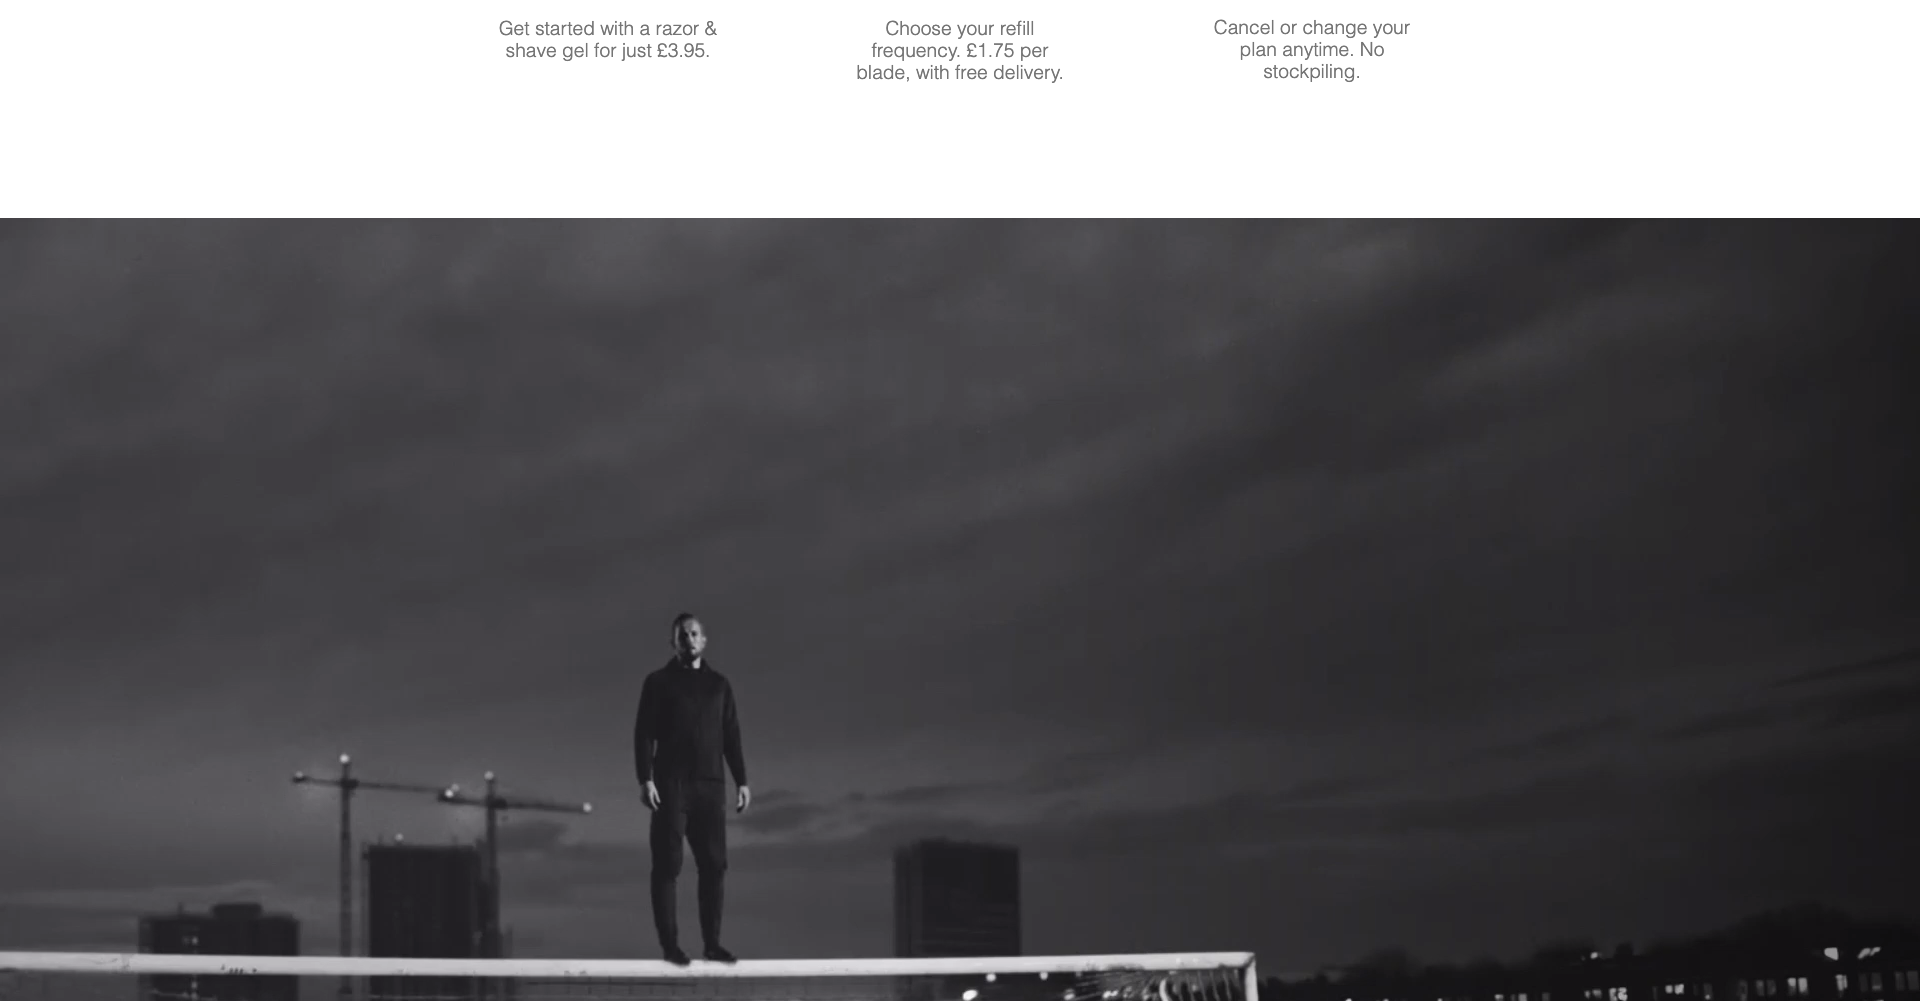 Get started with a razor &
shave gel for just £3.95.
Choose your refill
frequency. £1.75 per
blade, with free delivery.
Cancel or change your
plan anytime. No
stockpiling.